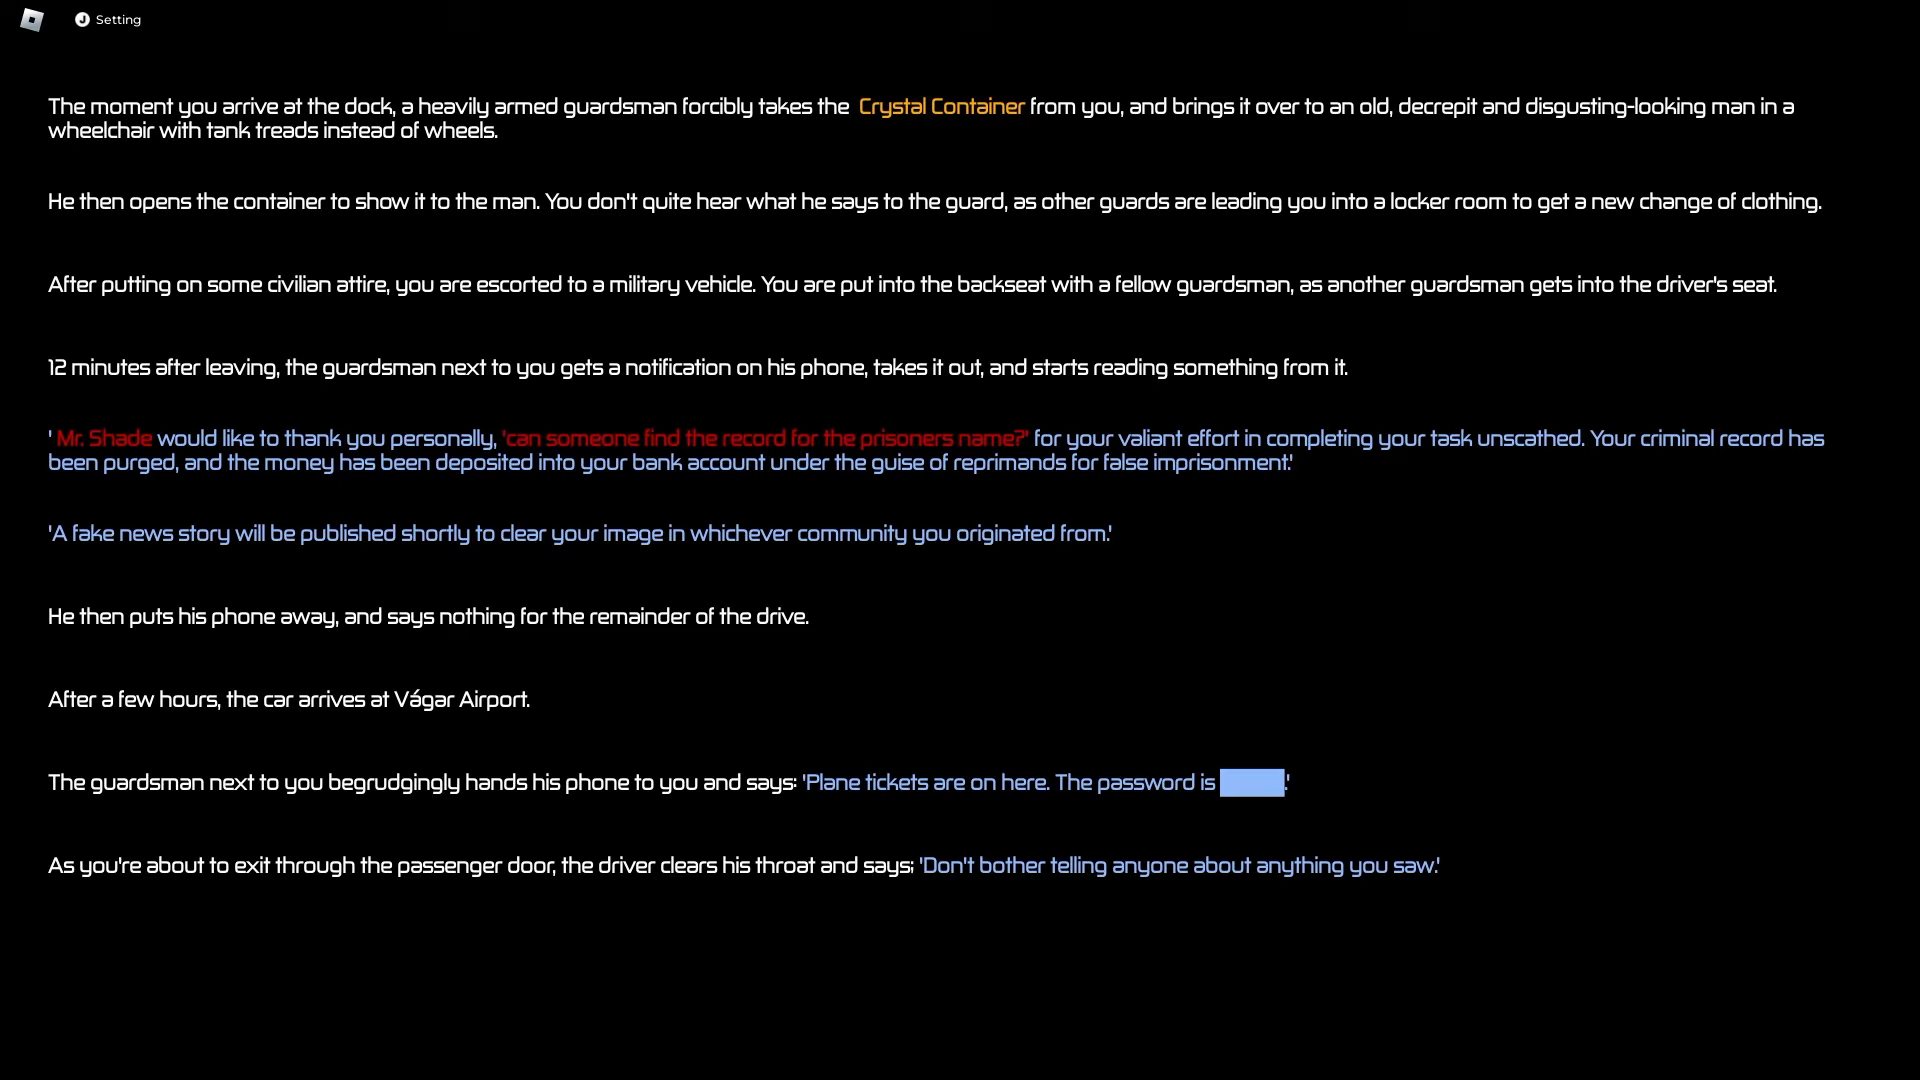 Setting
The moment you arrive at the dock, a heavily armed guardsman forcibly takes the Crystal Container from you, and brings it over to an old, decrepit and disgusting-looking man in a
wheelchair with tank treads instead of wheels.
He then opens the container to show it to the man. You don't quite hear what he says to the guard, as other guards are leading you into a locker room to get a new change of clothing.
After putting on some civilian attire, you are escorted to a military vehicle. You are put into the backseat with a fellow guardsman, as another guardsman gets into the driver's seat.
12 minutes after leaving, the guardsman next to you gets a notification on his phone, takes it out, and starts reading something from it.
' Mr. Shade would like to thank you personally, 'can someone find the record for the prisoners name?' for your valiant effort in completing your task unscathed. Your criminal record has
been purged, and the money has been deposited into your bank account under the guise of reprimands for false imprisonment.'
'A fake news story will be published shortly to clear your image in whichever community you originated from.'
He then puts his phone away, and says nothing for the remainder of the drive.
After a few hours, the car arrives at Vágar Airport.
The guardsman next to you begrudgingly hands his phone to you and says: 'Plane tickets are on here. The password is .'
As you're about to exit through the passenger door, the driver clears his throat and says; 'Don't bother telling anyone about anything you saw.'